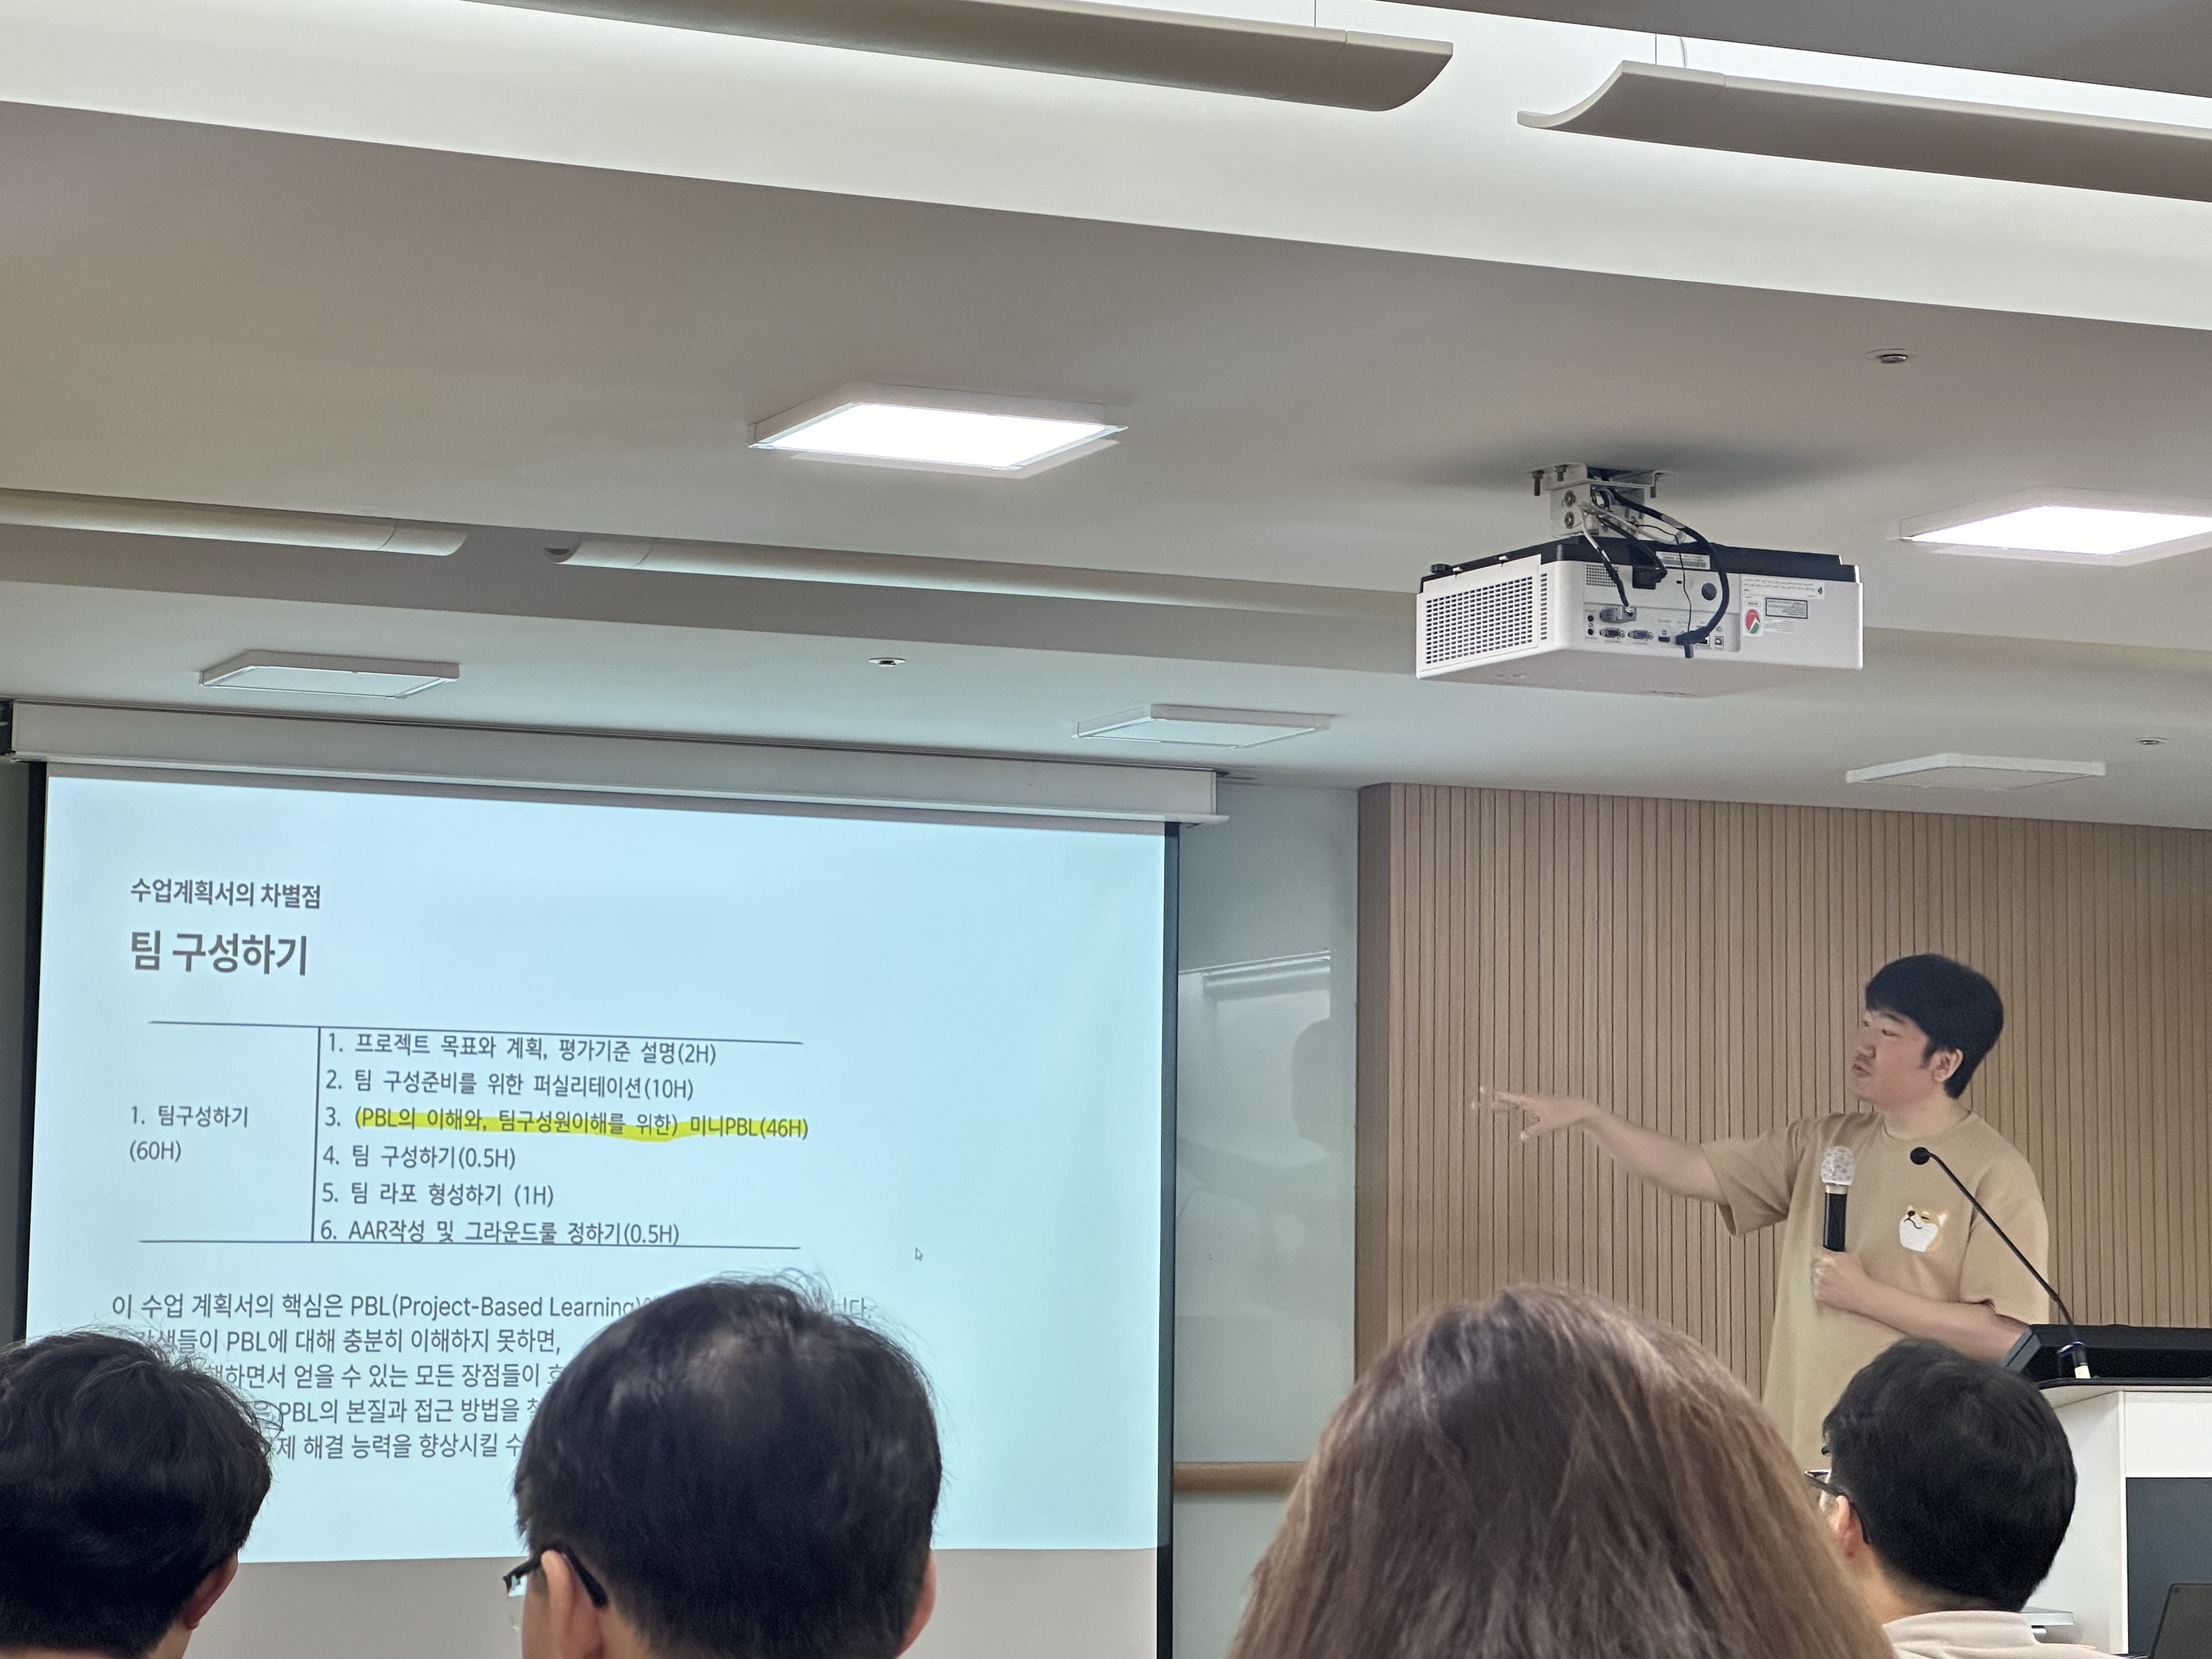 수업계획서의 차별점
팀 구성하기
1. 팀구성하기
(60H)
1. 프로젝트 목표와 계획, 평가기준 설명(2H)
2. 팀 구성준비를 위한 퍼실리테이션(10H)
3. (PBL의 이해와, 팀구성원이해를 위한) 미니PBL(46H)
4. 팀 구성하기(0.5H)
5. 팀 라포 형성하기 (1H)
6. AAR작성 및 그라운드룰 정하기(0.5H)
이 수업 계획서의 핵심은 PBL(Project-Based Learning)
PBL에 대해 충분히 이해하지 못하면,
얻을 수 있는 모든 장점들이
PBL의 본질과 접근 방법을
해결 능력을 향상시킬 수